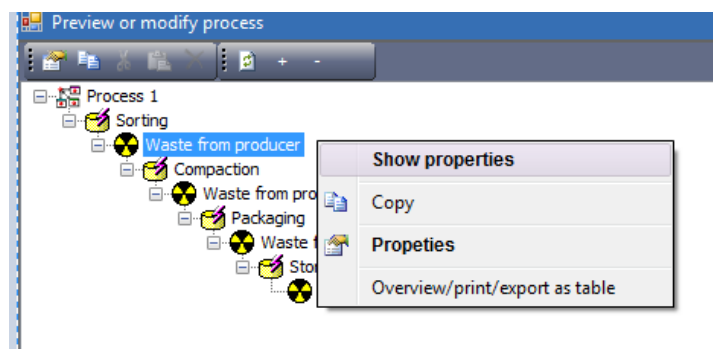 Preview or modify process
+ -
Process 1
Sorting
Waste from producer
Show properties
Compaction
Waste from pro
Copy
Packaging
Propeties
Waste f
Stor
Overview/print/export as table